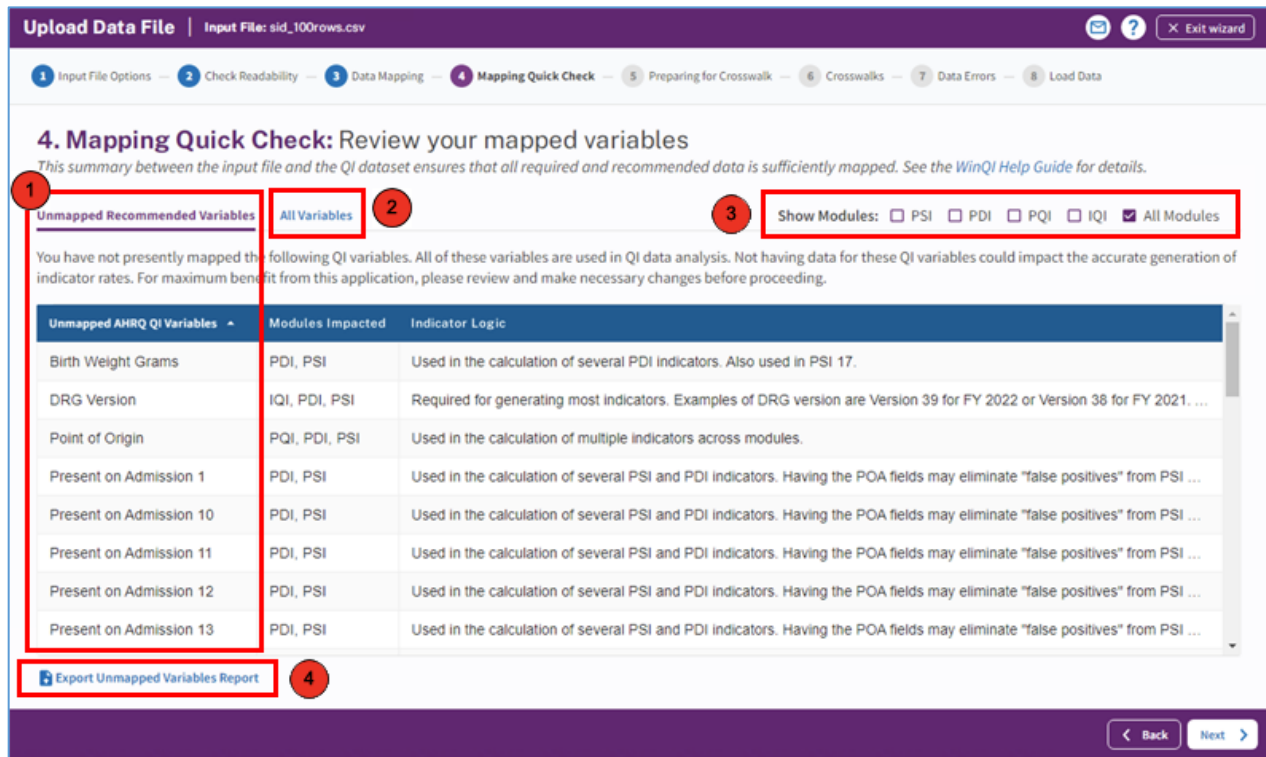 Upload Data File | Input File: sid_100rows.csv ? × Exit wizard
1 Input File Options — 2 Check Readability — 3 Data Mapping — 4 Mapping Quick Check — 5 Preparing for Crosswalk — 6 Crosswalks — 7 Data Errors — 8 Load Data
4. Mapping Quick Check: Review your mapped variables
This summary between the input file and the QI dataset ensures that all required and recommended data is sufficiently mapped. See the WinQI Help Guide for details.
1
Unmapped Recommended Variables All Variables 2 3 Show Modules: PSI PDI PQI IQI All Modules
You have not presently mapped the following QI variables. All of these variables are used in QI data analysis. Not having data for these QI variables could impact the accurate generation of
indicator rates. For maximum benefit from this application, please review and make necessary changes before proceeding.
Unmapped AHRQ QI Variables Modules Impacted Indicator Logic
Birth Weight Grams PDI, PSI Used in the calculation of several PDI indicators. Also used in PSI 17.
DRG Version IQI, PDI, PSI Required for generating most indicators. Examples of DRG version are Version 39 for FY 2022 or Version 38 for FY 2021. ...
Point of Origin PQI, PDI, PSI Used in the calculation of multiple indicators across modules.
Present on Admission 1 PDI, PSI Used in the calculation of several PSI and PDI indicators. Having the POA fields may eliminate "false positives" from PSI ...
Present on Admission 10 PDI, PSI Used in the calculation of several PSI and PDI indicators. Having the POA fields may eliminate "false positives" from PSI ...
Present on Admission 11 PDI, PSI Used in the calculation of several PSI and PDI indicators. Having the POA fields may eliminate "false positives" from PSI ...
Present on Admission 12 PDI, PSI Used in the calculation of several PSI and PDI indicators. Having the POA fields may eliminate "false positives" from PSI ...
Present on Admission 13 PDI, PSI Used in the calculation of several PSI and PDI indicators. Having the POA fields may eliminate "false positives" from PSI ...
Export Unmapped Variables Report 4
Back Next